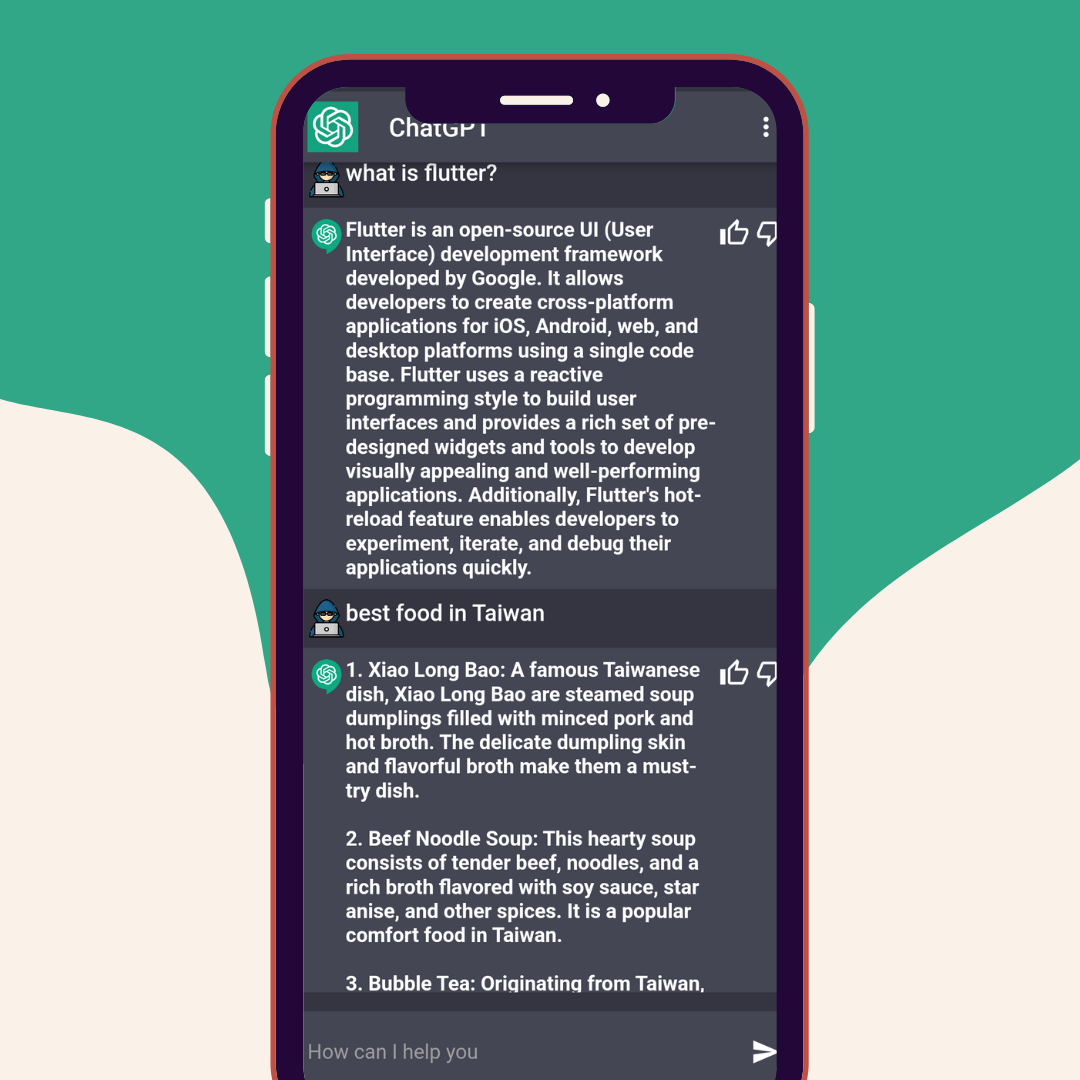 ChatGPT
what is flutter?
Flutter is an open-source UI (User
Interface) development framework
developed by Google. It allows
developers to create cross-platform
applications for iOS, Android, web, and
desktop platforms using a single code
base. Flutter uses a reactive
programming style to build user
interfaces and provides a rich set of pre-
designed widgets and tools to develop
visually appealing and well-performing
applications. Additionally, Flutter's hot-
reload feature enables developers to
experiment, iterate, and debug their
applications quickly.
best food in Taiwan
1. Xiao Long Bao: A famous Taiwanese
dish, Xiao Long Bao are steamed soup
dumplings filled with minced pork and
hot broth. The delicate dumpling skin
and flavorful broth make them a must-
try dish.
2. Beef Noodle Soup: This hearty soup
consists of tender beef, noodles, and a
rich broth flavored with soy sauce, star
anise, and other spices. It is a popular
comfort food in Taiwan.
3. Bubble Tea: Originating from Taiwan,
How can I help you